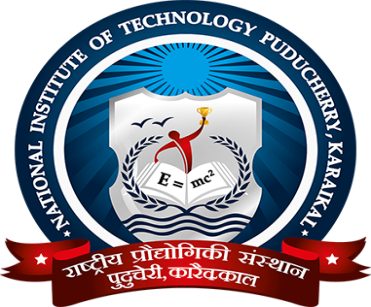 NATIONAL INSTITUTE OF TECHNOLOGY PUDUCHERRY, KARAIKAL
E = mc²
राष्ट्रीय प्रौद्योगिकी संस्थान
புதுச்சேரி, காரைக்கால்